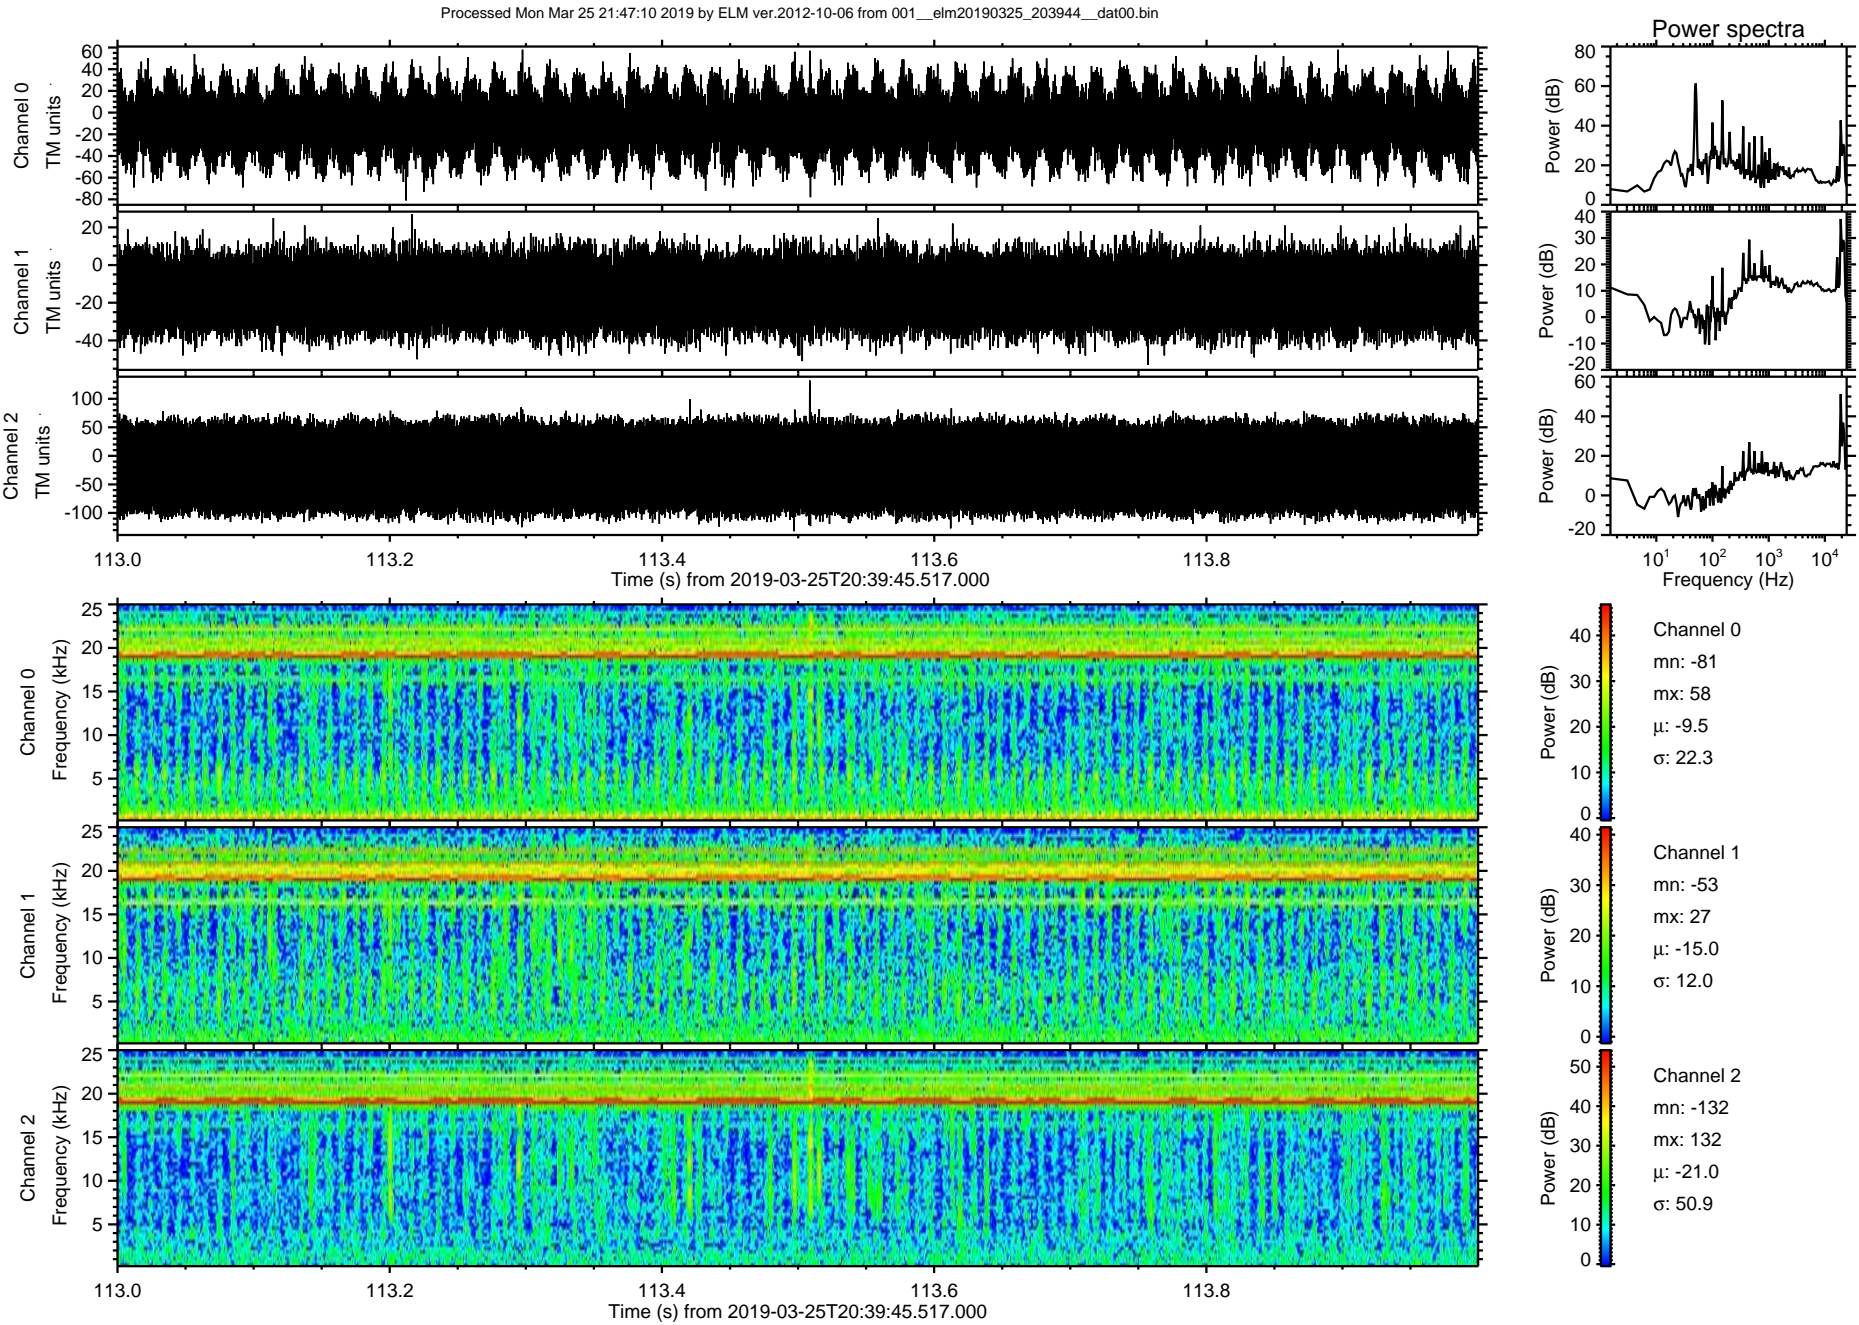 Processed Mon Mar 25 21:47:10 2019 by ELM ver.2012-10-06 from 001__elm20190325_203944__dat00.bin
Power spectra
Channel 0
TM units
60
40
20
0
-20
-40
-60
-80
Power (dB)
80
60
40
20
0
Channel 1
TM units
20
0
-20
-40
Power (dB)
40
30
20
10
0
-10
-20
Channel 2
TM units
100
50
0
-50
-100
Power (dB)
60
40
20
0
-20
113.0 113.2 113.4 113.6 113.8
Time (s) from 2019-03-25T20:39:45.517.000
10¹ 10² 10³ 10⁴
Frequency (Hz)
Channel 0
Frequency (kHz)
25
20
15
10
5
Power (dB)
40
30
20
10
0
Channel 0
mn: -81
mx: 58
µ: -9.5
σ: 22.3
Channel 1
Frequency (kHz)
25
20
15
10
5
Power (dB)
40
30
20
10
0
Channel 1
mn: -53
mx: 27
µ: -15.0
σ: 12.0
Channel 2
Frequency (kHz)
25
20
15
10
5
Power (dB)
50
40
30
20
10
0
Channel 2
mn: -132
mx: 132
µ: -21.0
σ: 50.9
113.0 113.2 113.4 113.6 113.8
Time (s) from 2019-03-25T20:39:45.517.000